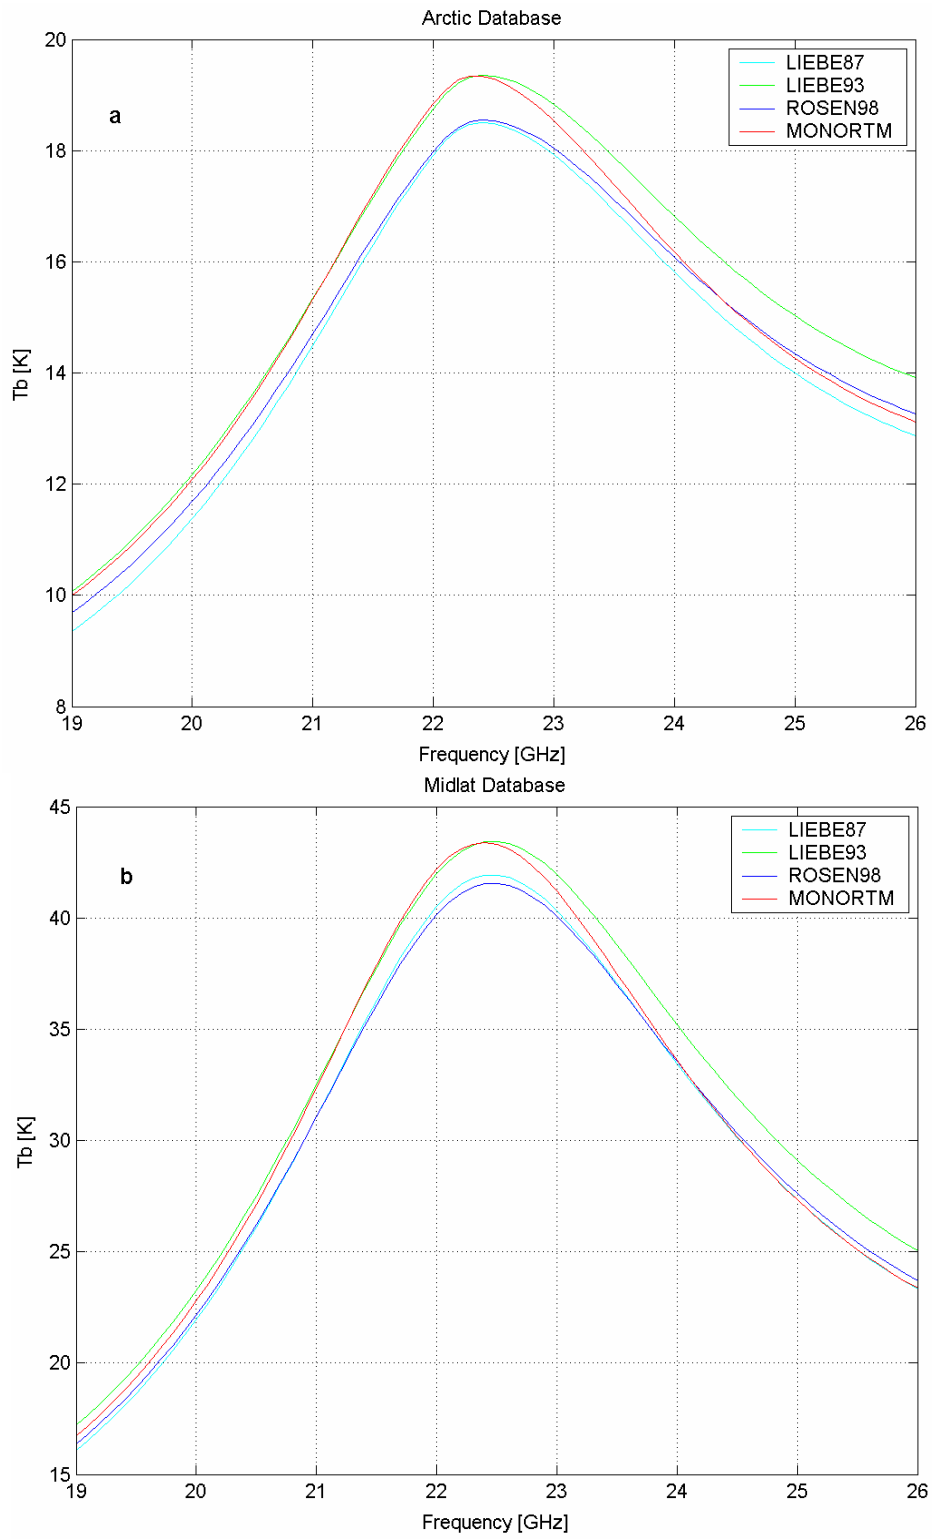 Arctic Database
20
18
16
14
12
10
8
Tb [K]
a
LIEBE87
LIEBE93
ROSEN98
MONORTM
19 20 21 22 23 24 25 26
Frequency [GHz]
Midlat Database
45
40
35
30
25
20
15
Tb [K]
b
LIEBE87
LIEBE93
ROSEN98
MONORTM
19 20 21 22 23 24 25 26
Frequency [GHz]